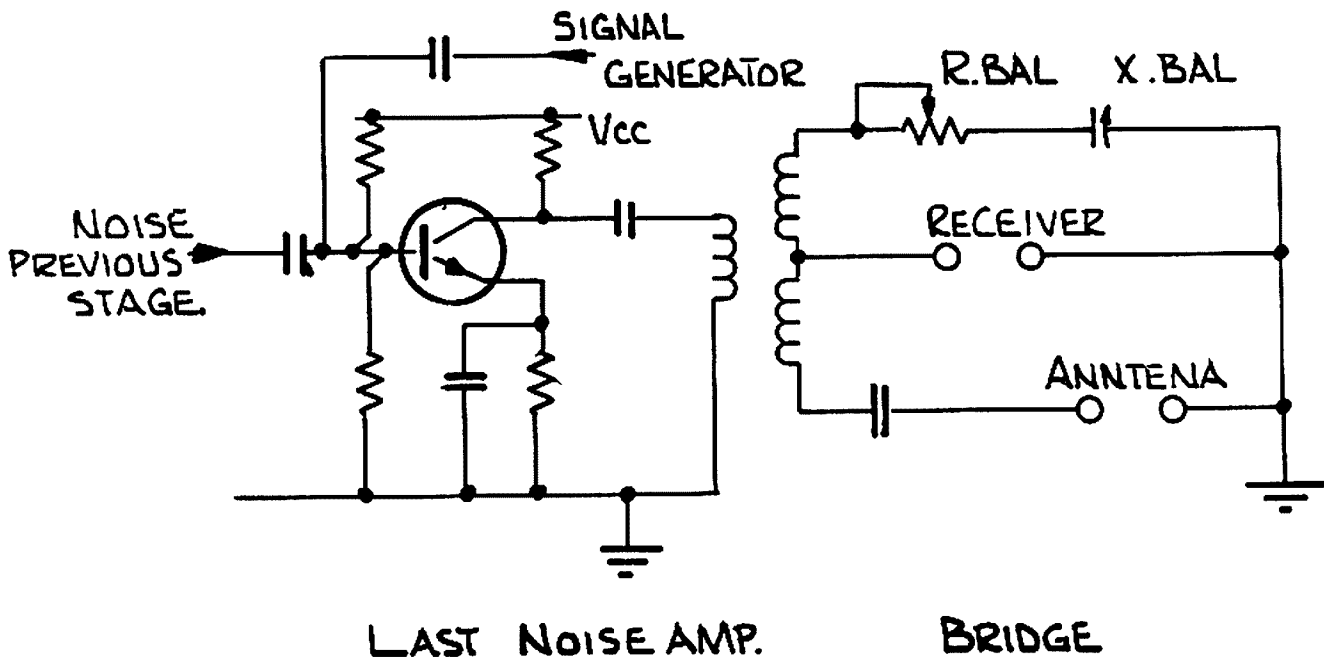 SIGNAL
GENERATOR
R.BAL
X.BAL
Vcc
NOISE
PREVIOUS
STAGE.
RECEIVER
ANNTENA
LAST NOISE AMP.
BRIDGE